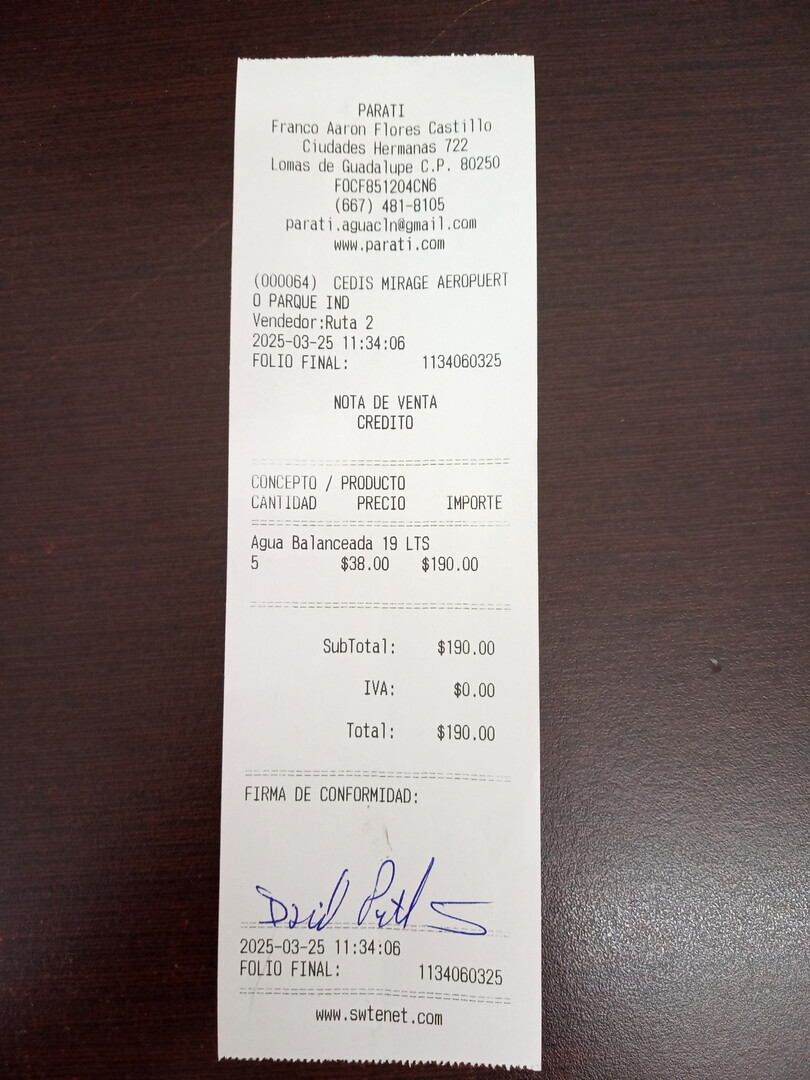 PARATI
Franco Aaron Flores Castillo
Ciudades Hermanas 722
Lomas de Guadalupe C.P. 80250
FOCF851204CN6
(667) 481-8105
parati.aguacln@gmail.com
www.parati.com
(000064) CEDIS MIRAGE AEROPUERT
O PARQUE IND
Vendedor:Ruta 2
2025-03-25 11:34:06
FOLIO FINAL: 1134060325
NOTA DE VENTA
CREDITO
CONCEPTO / PRODUCTO
CANTIDAD PRECIO IMPORTE
Agua Balanceada 19 LTS
5 $38.00 $190.00
SubTotal: $190.00
IVA: $0.00
Total: $190.00
FIRMA DE CONFORMIDAD:
David
2025-03-25 11:34:06
FOLIO FINAL: 1134060325
www.swtenet.com